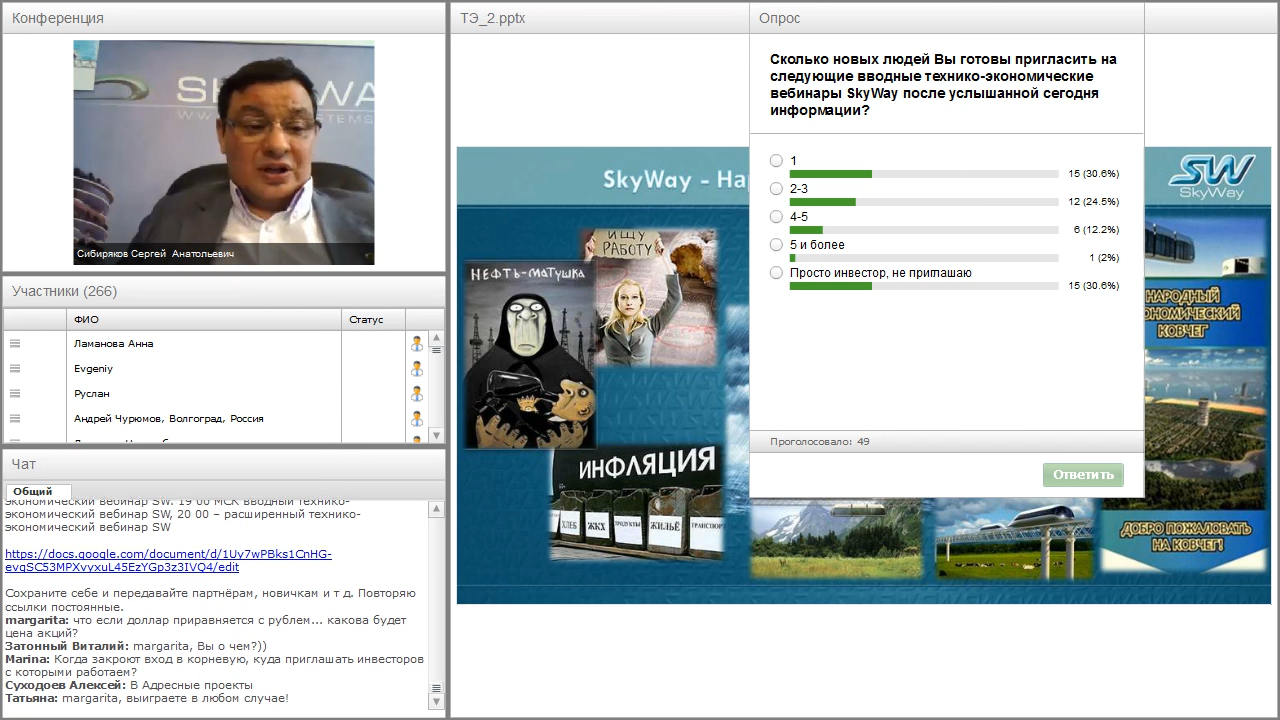 Конференция
SKYWA
WWW
STEMS
Сибиряков Сергей Анатольевич
Участники (266)
ФИО
Статус
Ламанова Анна
Evgeniy
Руслан
Андрей Чурюмов, Волгоград, Россия
Чат
Общий
экономический вебинар SW. 19 00 МСК вводный технико-
экономический вебинар SW, 20 00 – расширенный технико-
экономический вебинар SW
https://docs.google.com/document/d/1Uy7wPBks1CnHG-
evqSC53MPXvyxuL45EzYGp3z3IVQ4/edit
Сохраните себе и передавайте партнёрам, новичкам и т д. Повторяю
ссылки постоянные.
margarita: что если доллар приравняется с рублем... какова будет
цена акций?
Затонный Виталий: margarita, Вы о чем?))
Marina: Когда закроют вход в корневую, куда приглашать инвесторов
с которыми работаем?
Суходоев Алексей: В Адресные проекты
Татьяна: margarita, выиграете в любом случае!
ТЭ_2.pptx
SkyWay - На
SW
SkyWay
ИЩУ
РАБОТУ
НЕФТЬ-МАТУШКА
ИНФЛЯЦИЯ
ХЛЕБ
ЖКХ
ПРОДУКТЫ
ЖИЛЬЁ
ТРАНСПОРТ
НАРОДНЫЙ
ОНОМИЧЕСКИЙ
КОВЧЕГ
ДОБРО ПОЖАЛОВАТЬ
НА КОВЧЕГ!
Опрос
Сколько новых людей Вы готовы пригласить на
следующие вводные технико-экономические
вебинары SkyWay после услышанной сегодня
информации?
1
15 (30.6%)
2-3
12 (24.5%)
4-5
6 (12.2%)
5 и более
1 (2%)
Просто инвестор, не приглашаю
15 (30.6%)
Проголосовало: 49
Ответить